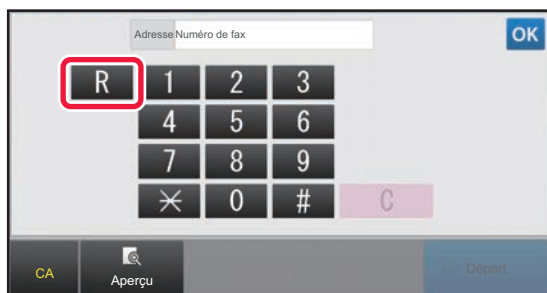 Adresse Numéro de fax OK
R 1 2 3
4 5 6
7 8 9
* 0 # C
CA Aperçu Départ